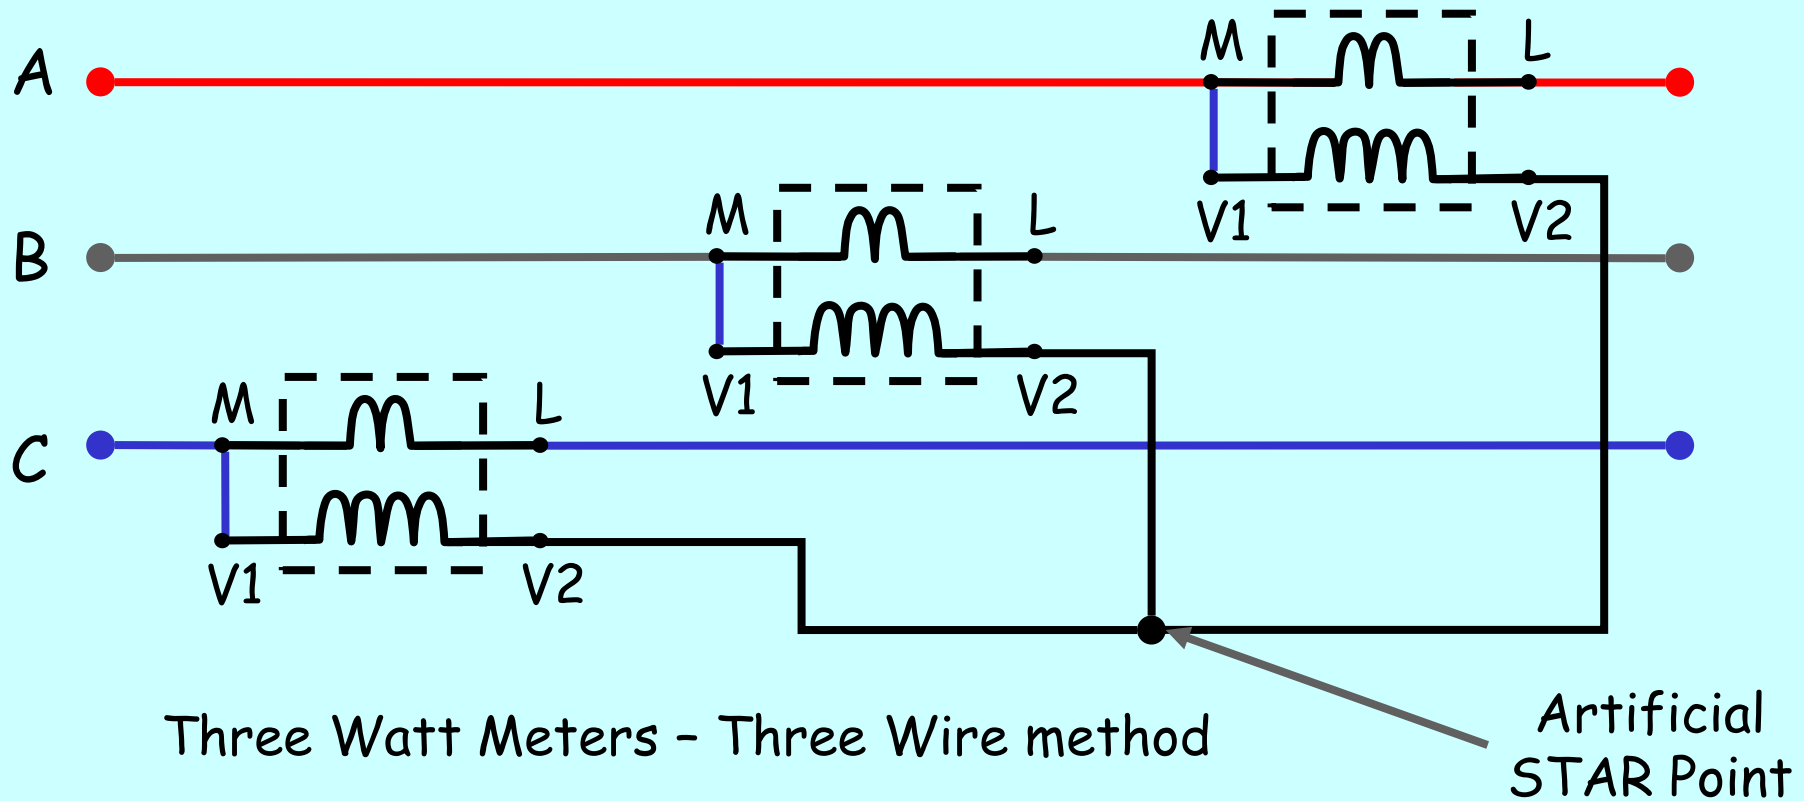 M L
A
V1 V2
M L
B
V1 V2
M L
C
V1 V2
Three Watt Meters – Three Wire method
Artificial
STAR Point